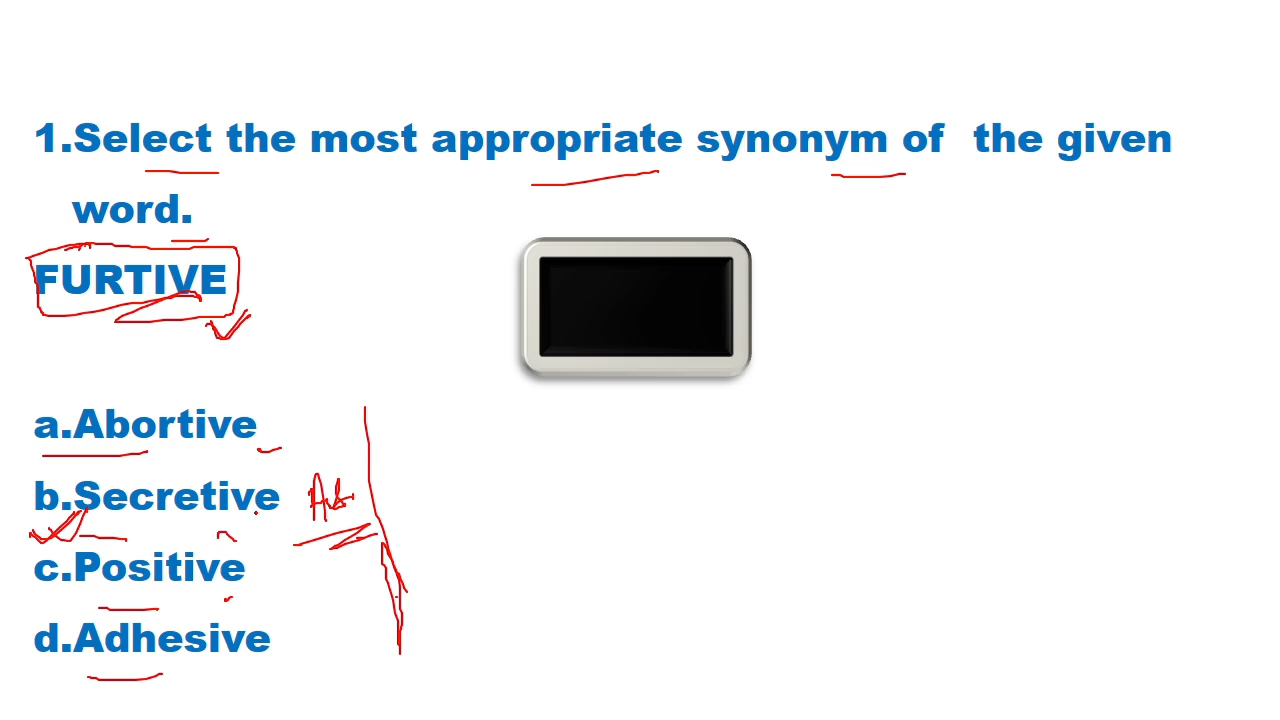 1.Select the most appropriate synonym of the given
word.
FURTIVE
a.Abortive
b.Secretive
c.Positive
d.Adhesive